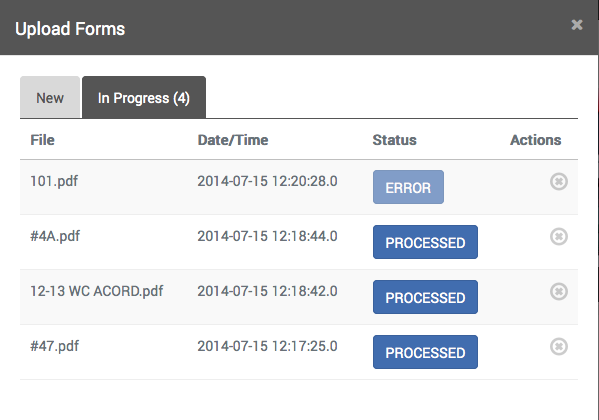 Upload Forms
New In Progress (4)
File Date/Time Status Actions
101.pdf 2014-07-15 12:20:28.0 ERROR
#4A.pdf 2014-07-15 12:18:44.0 PROCESSED
12-13 WC ACORD.pdf 2014-07-15 12:18:42.0 PROCESSED
#47.pdf 2014-07-15 12:17:25.0 PROCESSED